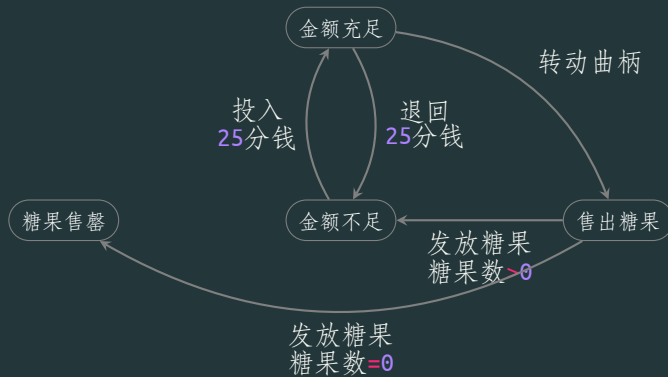 金额充足
转动曲柄
投入
25分钱
退回
25分钱
糖果售罄
金额不足
售出糖果
发放糖果
糖果数>0
发放糖果
糖果数=0